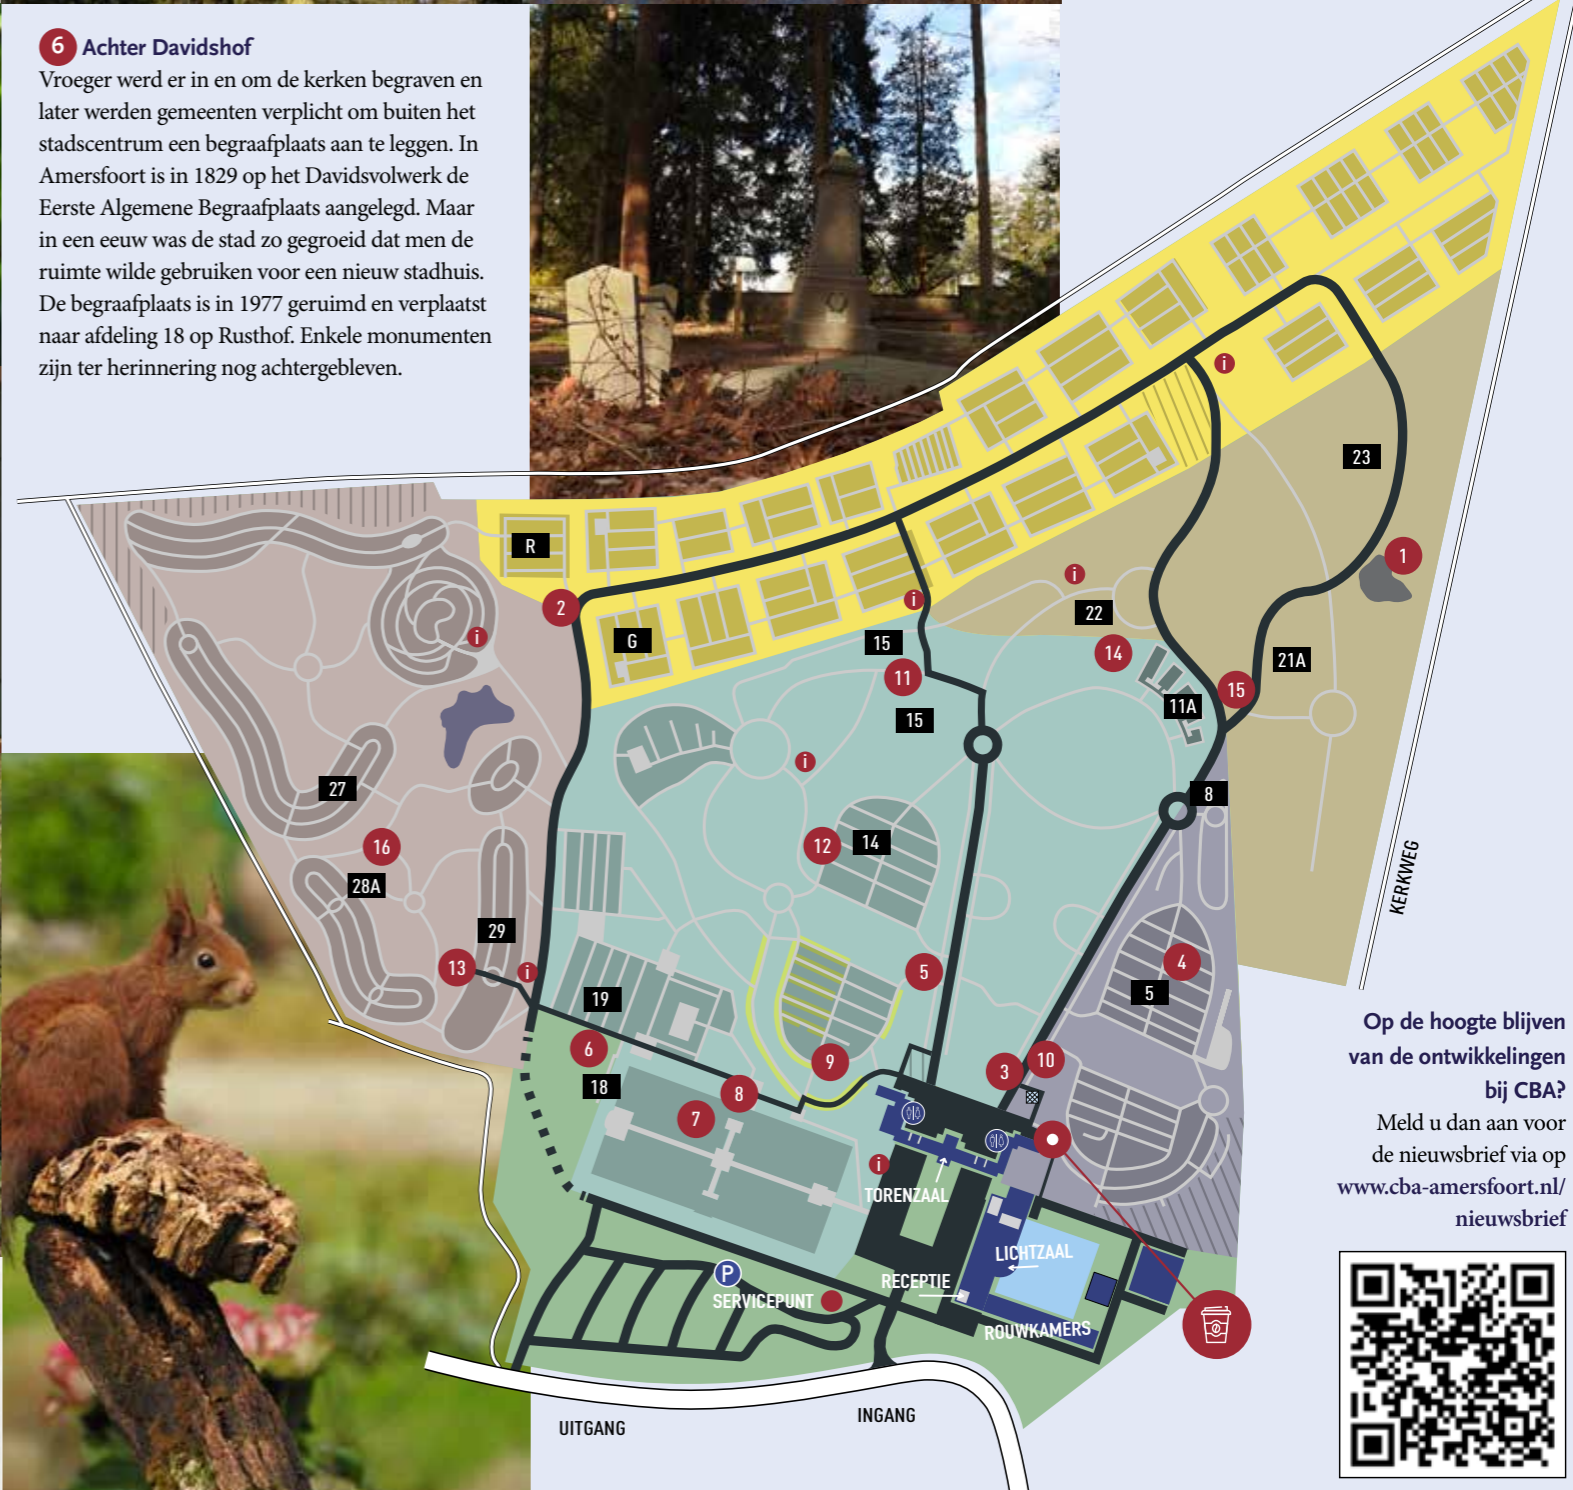 6 Achter Davidshof
Vroeger werd er in en om de kerken begraven en
later werden gemeenten verplicht om buiten het
stadscentrum een begraafplaats aan te leggen. In
Amersfoort is in 1829 op het Davidsvolwerk de
Eerste Algemene Begraafplaats aangelegd. Maar
in een eeuw was de stad zo gegroeid dat men de
ruimte wilde gebruiken voor een nieuw stadhuis.
De begraafplaats is in 1977 geruimd en verplaatst
naar afdeling 18 op Rusthof. Enkele monumenten
zijn ter herinnering nog achtergebleven.
i
23
R
1
2
i
i
22
G
i
15
14
21A
11
15
11A
15
i
27
8
16
12
14
28A
29
KERKWEG
13
i
5
4
5
19
6
9
3
10
18
8
7
i
TORENZAAL
LICHTZAAL
P
RECEPTIE
SERVICEPUNT
ROUWKAMERS
UITGANG
INGANG
Op de hoogte blijven
van de ontwikkelingen
bij CBA?
Meld u dan aan voor
de nieuwsbrief via op
www.cba-amersfoort.nl/
nieuwsbrief